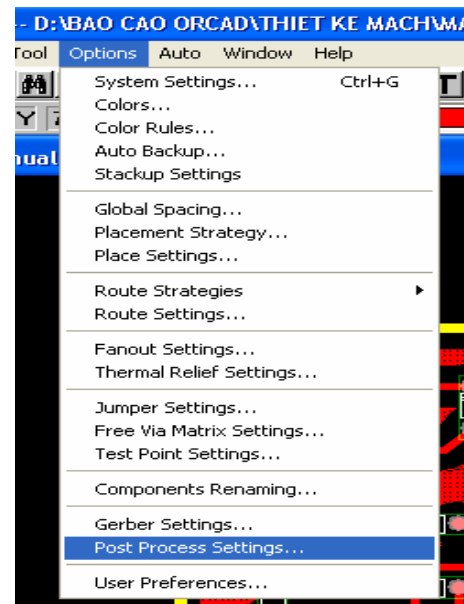 - D:\BAO CAO ORCAD\THIET KE MACH\MA
Tool Options Auto Window Help
System Settings... Ctrl+G
T
Colors...
Y
Color Rules...
Auto Backup...
Stackup Settings
Global Spacing...
Placement Strategy...
Place Settings...
Route Strategies
Route Settings...
Fanout Settings...
Thermal Relief Settings...
Jumper Settings...
Free Via Matrix Settings...
Test Point Settings...
Components Renaming...
Gerber Settings...
Post Process Settings...
User Preferences...